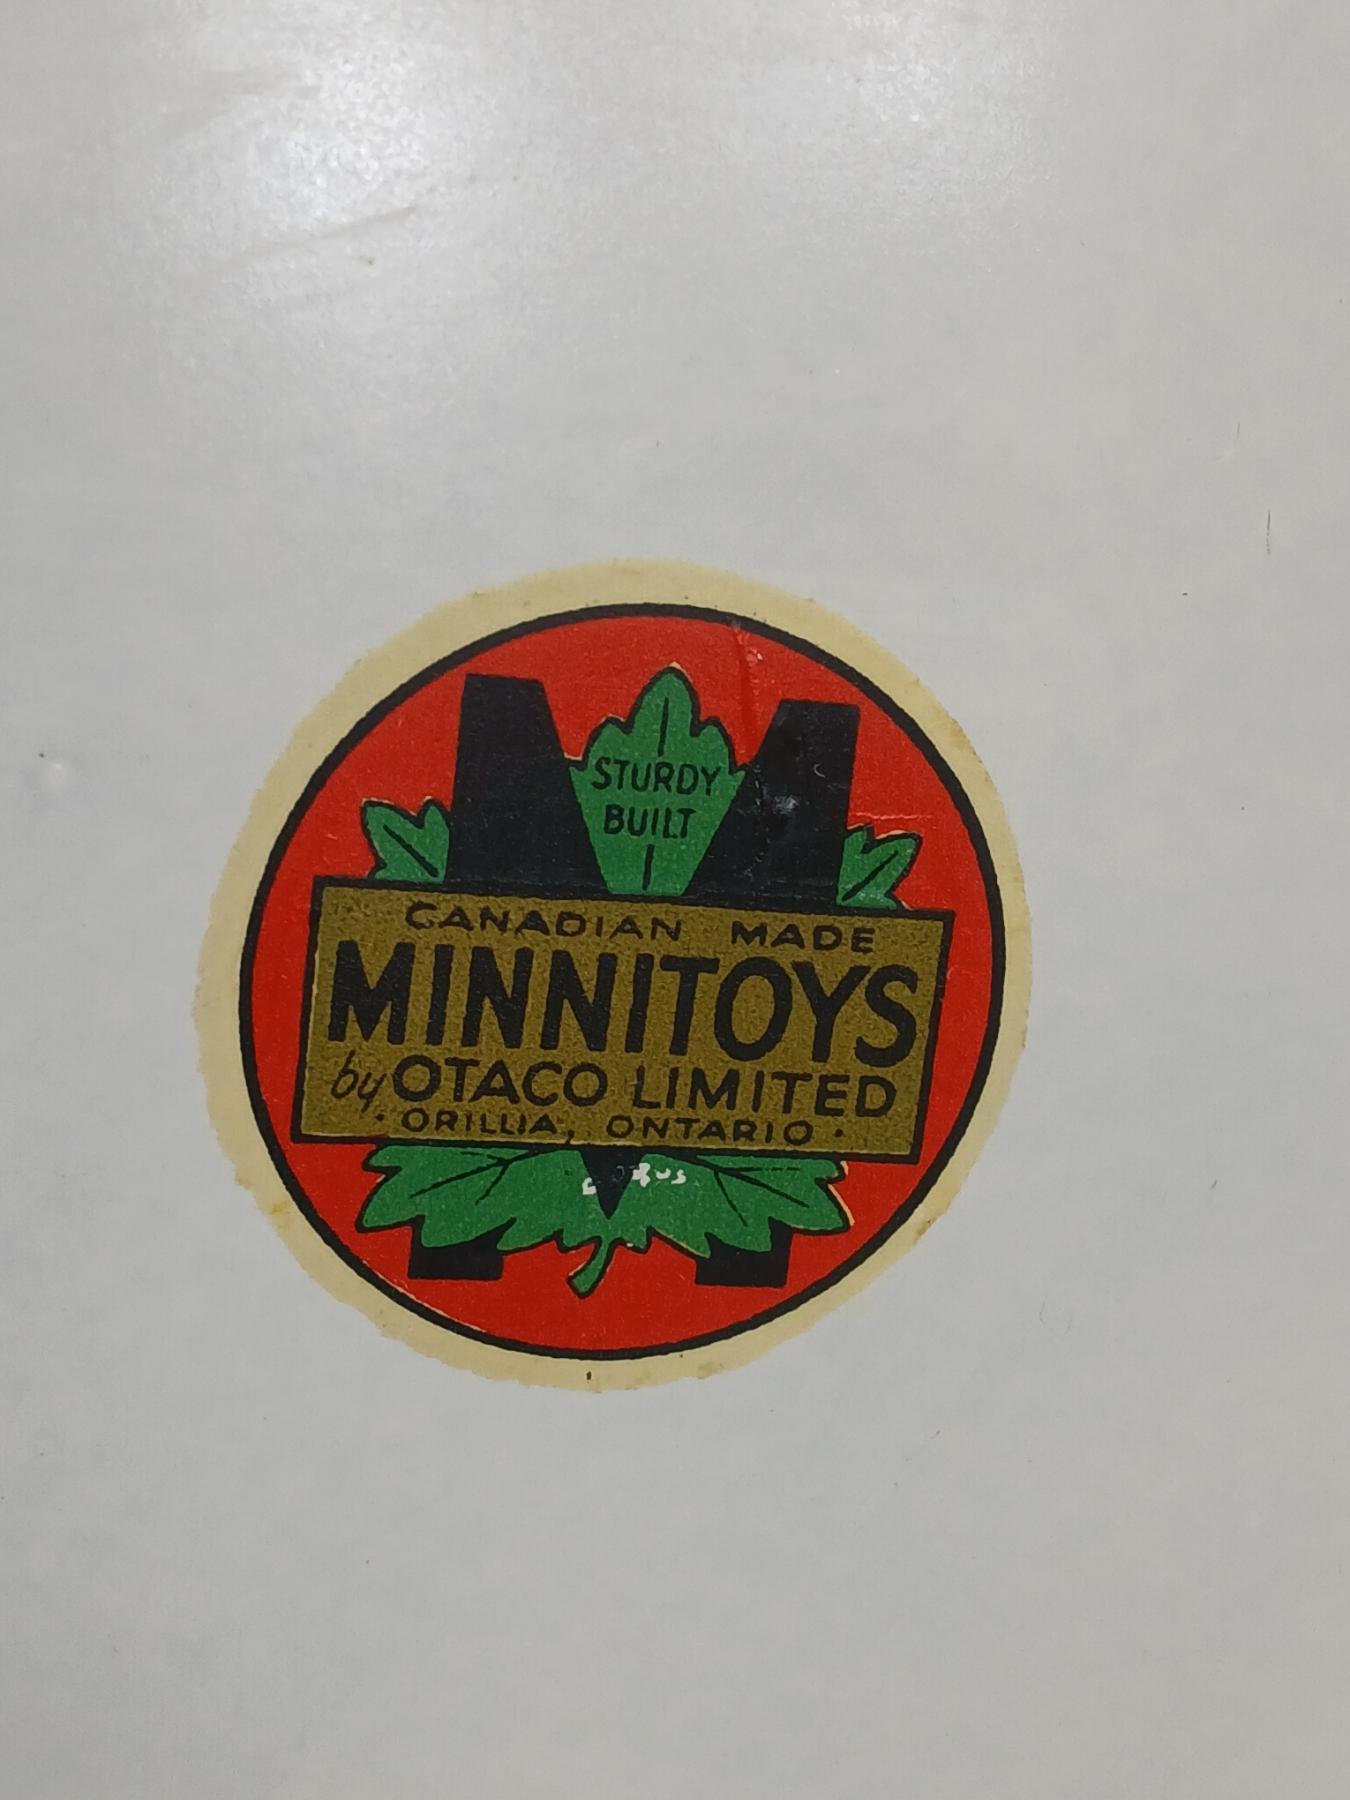 STURDY
BUILT
CANADIAN MADE
MINNITOYS
by OTACO LIMITED
· ORILLIA, ONTARIO ·